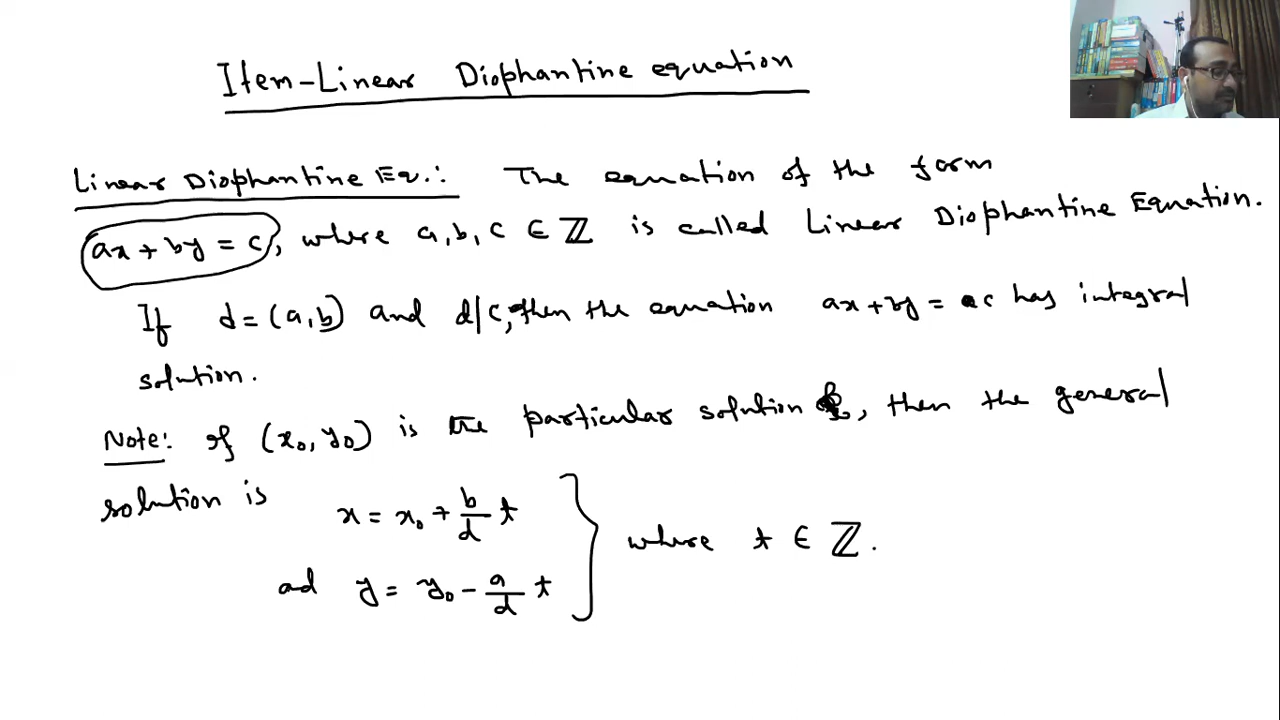 Item-Linear Diophantine equation
Linear Diophantine Eq.: The equation of the form
ax + by = c, where a, b, c ∈ ℤ is called Linear Diophantine Equation.
If d = (a, b) and d/c, then the equation ax + by = c has integral
solution.
Note: If (x₀, y₀) is the particular solution, then the general
solution is
x = x₀ + b/d t
ad y = y₀ - a/d t } where t ∈ ℤ.